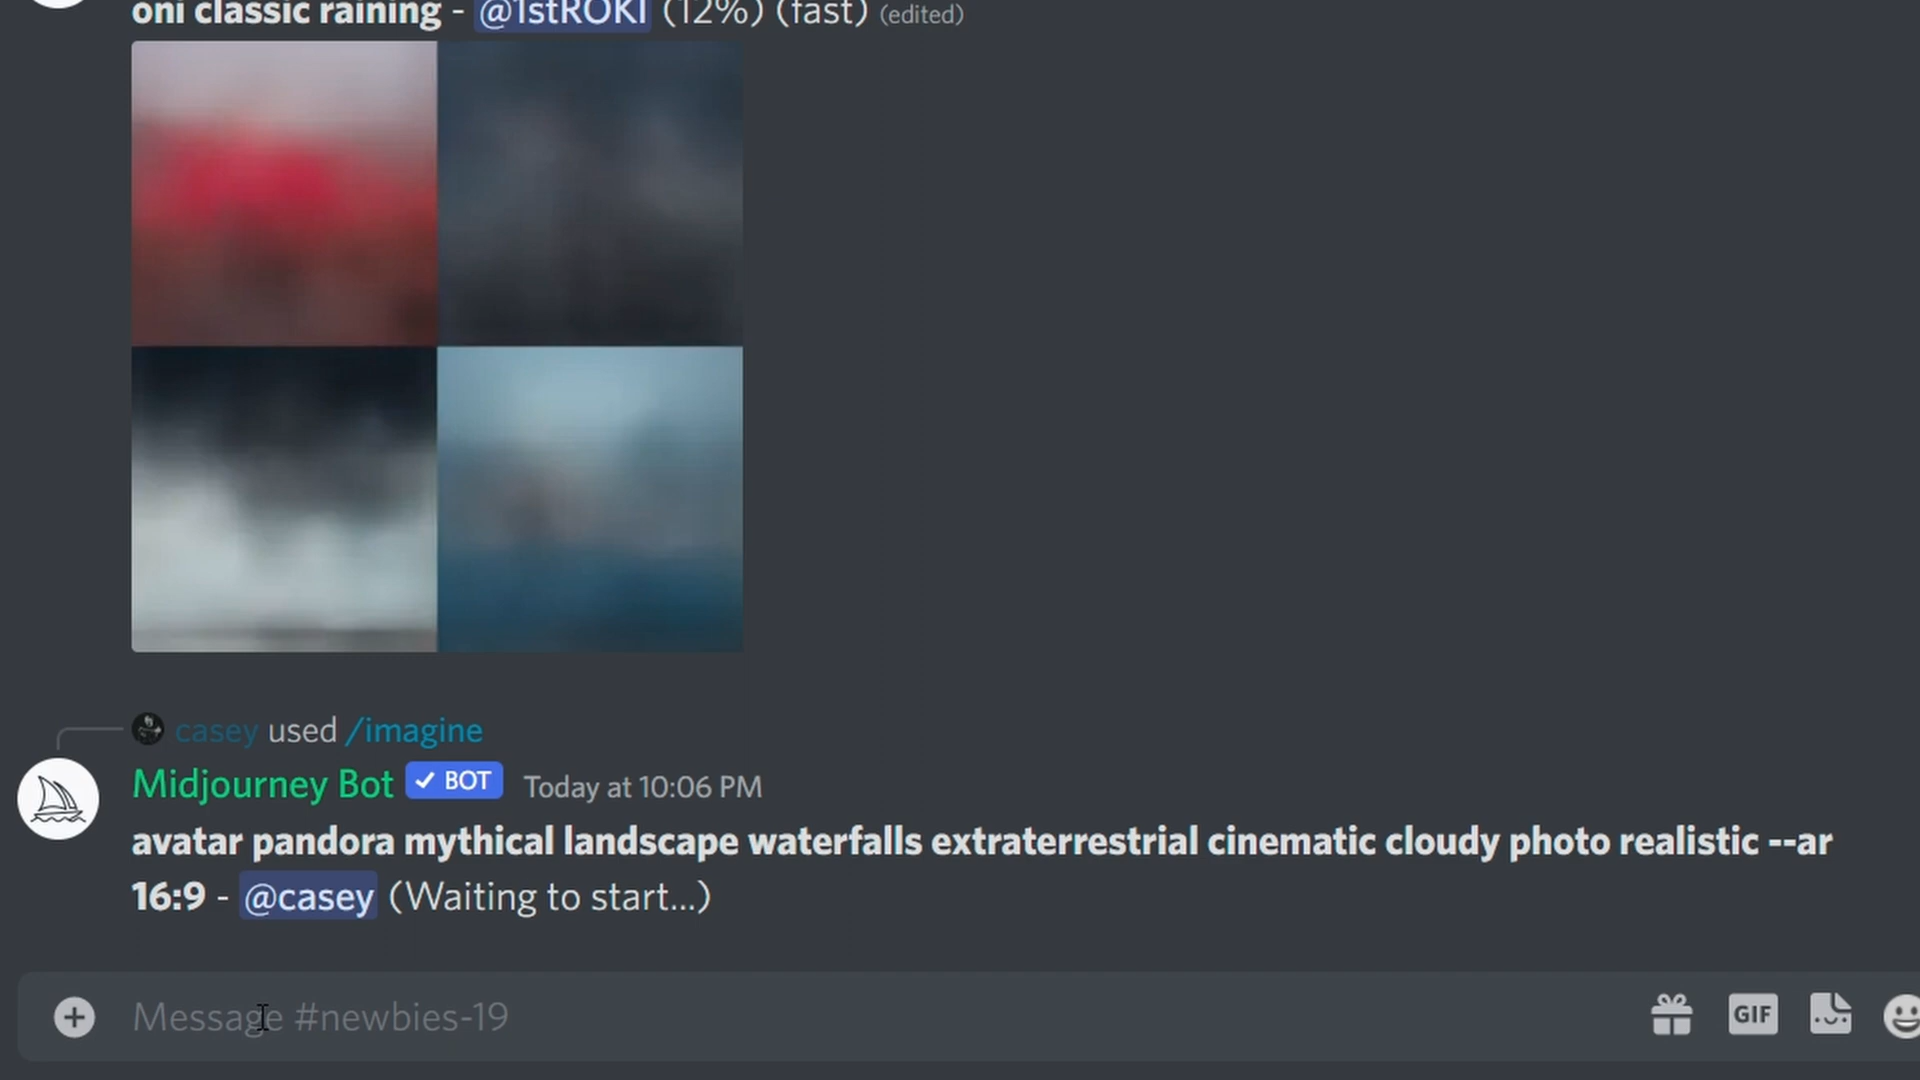 oni classic raining - @1stROKI (12%) (fast) (edited)
casey used /imagine
Midjourney Bot ✓ BOT Today at 10:06 PM
avatar pandora mythical landscape waterfalls extraterrestrial cinematic cloudy photo realistic --ar
16:9 - @casey (Waiting to start...)
Message #newbies-19
GIF